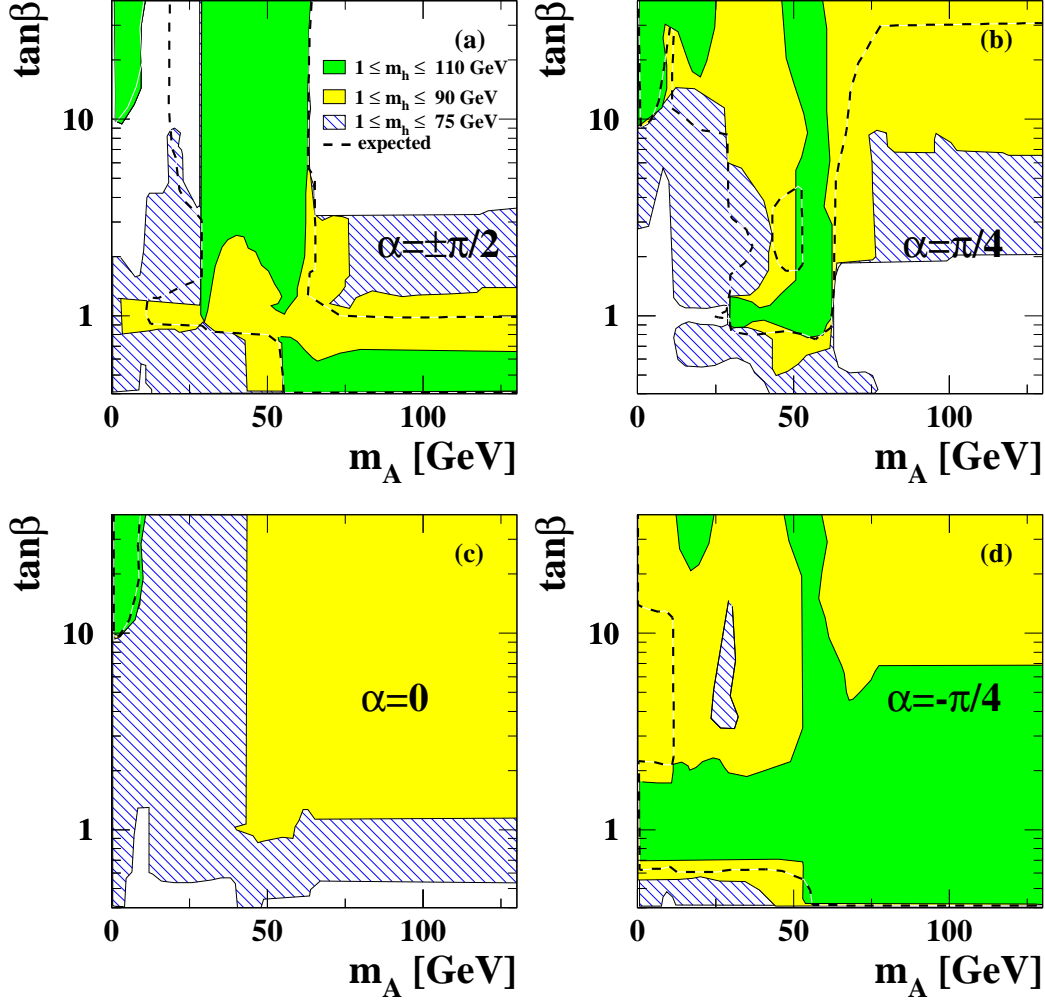 tanβ
(a)
1 ≤ m_h ≤ 110 GeV
1 ≤ m_h ≤ 90 GeV
1 ≤ m_h ≤ 75 GeV
expected
10
α=±π/2
1
0 50 100
m_A [GeV]
tanβ
(b)
10
α=π/4
1
0 50 100
m_A [GeV]
tanβ
(c)
10
α=0
1
0 50 100
m_A [GeV]
tanβ
(d)
10
α=-π/4
1
0 50 100
m_A [GeV]